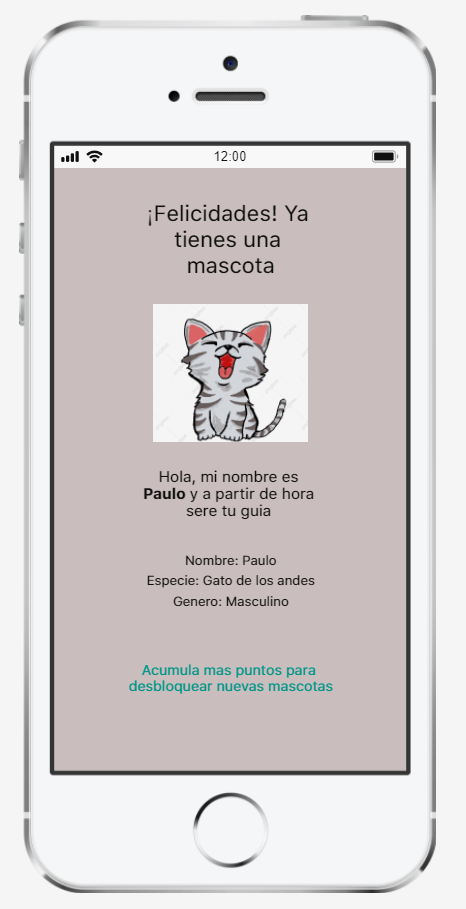 12:00
¡Felicidades! Ya
tienes una
mascota
Hola, mi nombre es
Paulo y a partir de hora
sere tu guia
Nombre: Paulo
Especie: Gato de los andes
Genero: Masculino
Acumula mas puntos para
desbloquear nuevas mascotas